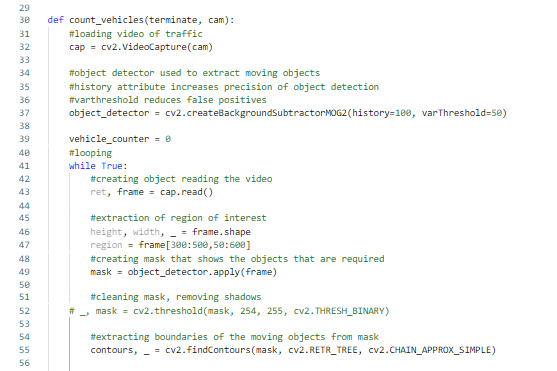 29
30 def count_vehicles(terminate, cam):
31 #loading video of traffic
32 cap = cv2.VideoCapture(cam)
33
34 #object detector used to extract moving objects
35 #history attribute increases precision of object detection
36 #varthreshold reduces false positives
37 object_detector = cv2.createBackgroundSubtractorMOG2(history=100, varThreshold=50)
38
39 vehicle_counter = 0
40 #looping
41 while True:
42 #creating object reading the video
43 ret, frame = cap.read()
44
45 #extraction of region of interest
46 height, width, _ = frame.shape
47 region = frame[300:500,50:600]
48 #creating mask that shows the objects that are required
49 mask = object_detector.apply(frame)
50
51 #cleaning mask, removing shadows
52 # _, mask = cv2.threshold(mask, 254, 255, cv2.THRESH_BINARY)
53
54 #extracting boundaries of the moving objects from mask
55 contours, _ = cv2.findContours(mask, cv2.RETR_TREE, cv2.CHAIN_APPROX_SIMPLE)
56